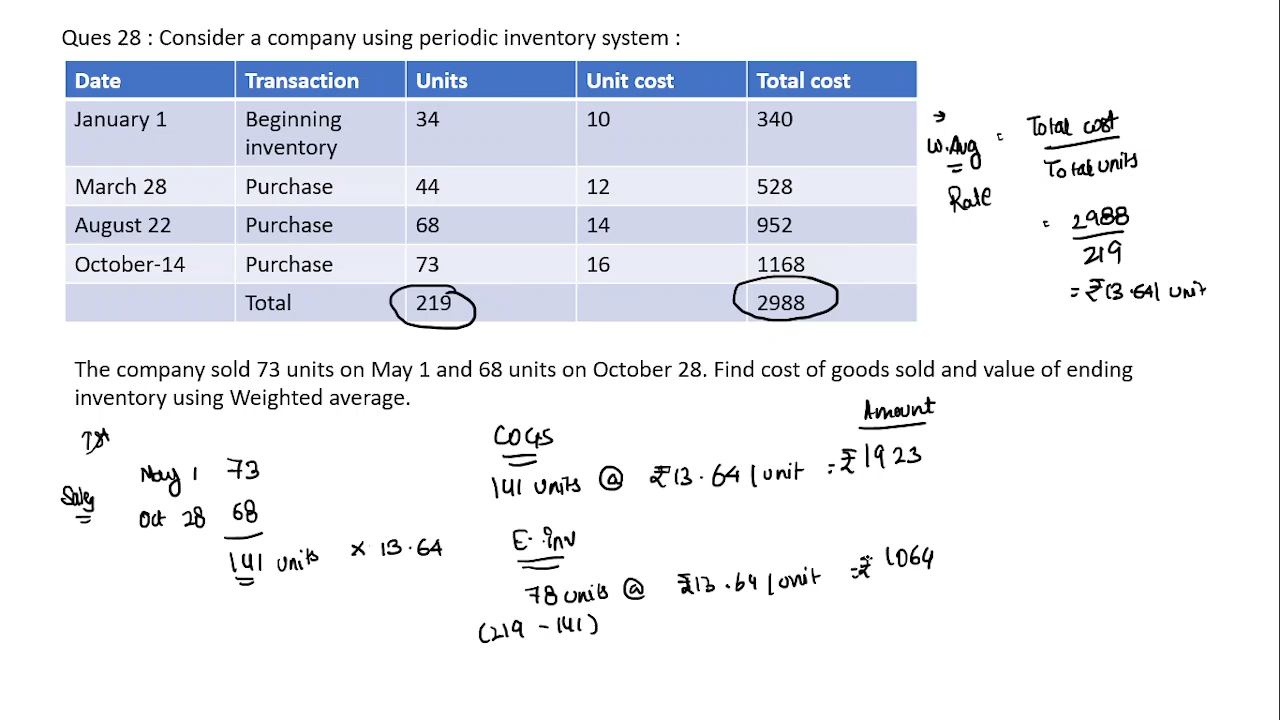 Ques 28 : Consider a company using periodic inventory system :
Date Transaction Units Unit cost Total cost
January 1 Beginning inventory 34 10 340
March 28 Purchase 44 12 528
August 22 Purchase 68 14 952
October-14 Purchase 73 16 1168
Total 219 2988
→
W.Avg Rate = Total cost / Total units
= 2988 / 219
= ₹13.64/ unit
The company sold 73 units on May 1 and 68 units on October 28. Find cost of goods sold and value of ending
inventory using Weighted average.
Sales
May 1 73
Oct 28 68
141 units × 13.64
Amount
COGS
141 units @ ₹13.64/unit = ₹1923
E. Inv
78 units @ ₹13.64/unit = ₹1064
(219 - 141)